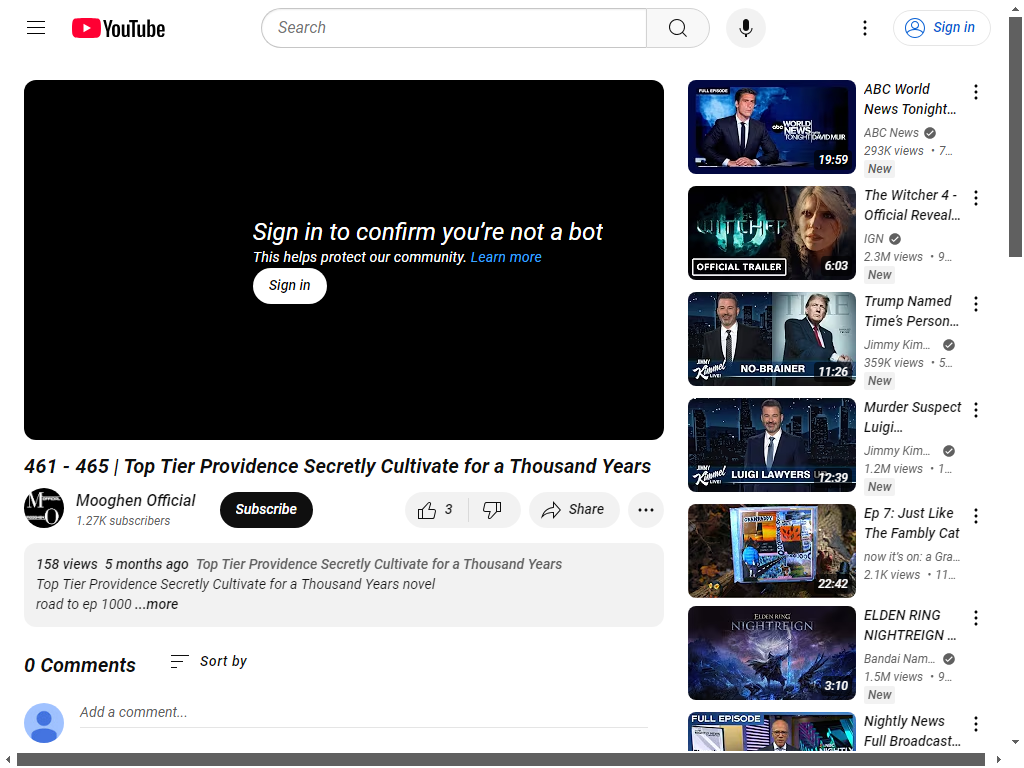 YouTube
Search
Sign in
Sign in to confirm you're not a bot
This helps protect our community. Learn more
Sign in
461 - 465 | Top Tier Providence Secretly Cultivate for a Thousand Years
Mooghen Official
1.27K subscribers
Subscribe
3
Share
158 views 5 months ago Top Tier Providence Secretly Cultivate for a Thousand Years
Top Tier Providence Secretly Cultivate for a Thousand Years novel
road to ep 1000 ...more
0 Comments
Sort by
Add a comment...
FULL EPISODE
abc WORLD NEWS TONIGHT DAVID MUIR
19:59
ABC World
News Tonight...
ABC News
293K views • 7...
New
THE WITCHER
OFFICIAL TRAILER
6:03
The Witcher 4 -
Official Reveal...
IGN
2.3M views • 9...
New
TIME
JIMMY Kimmel LIVE!
NO-BRAINER
11:26
Trump Named
Time's Person...
Jimmy Kim...
359K views • 5...
New
JIMMY Kimmel LIVE!
LUIGI LAWYERS
12:39
Murder Suspect
Luigi...
Jimmy Kim...
1.2M views • 1...
New
22:42
Ep 7: Just Like
The Fambly Cat
now it's on: a Gra...
2.1K views • 11...
ELDEN RING
NIGHTREIGN
3:10
ELDEN RING
NIGHTREIGN ...
Bandai Nam...
1.5M views • 9...
New
FULL EPISODE
Nightly News
Full Broadcast...